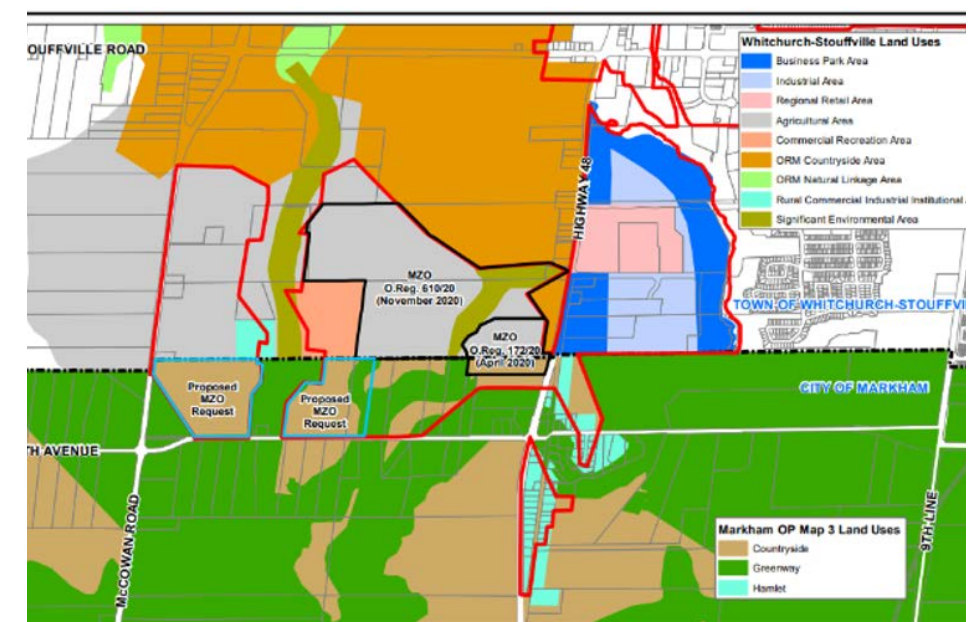 OUFFVILLE ROAD
Whitchurch-Stouffville Land Uses
Business Park Area
Industrial Area
Regional Retail Area
Agricultural Area
Commercial Recreation Area
ORM Countryside Area
ORM Natural Linkage Area
Rural Commercial Industrial Institutional
Significant Environmental Area
HIGHWAY 48
MZO
O.Reg. 610/20
(November 2020)
MZO
O.Reg. 172/20
(April 2020)
TOWN OF WHITCHURCH-STOUFFVI
Proposed
MZO
Request
Proposed
MZO
Request
CITY OF MARKHAM
TH AVENUE
McCOWAN ROAD
9TH LINE
Markham OP Map 3 Land Uses
Countryside
Greenway
Hamlet